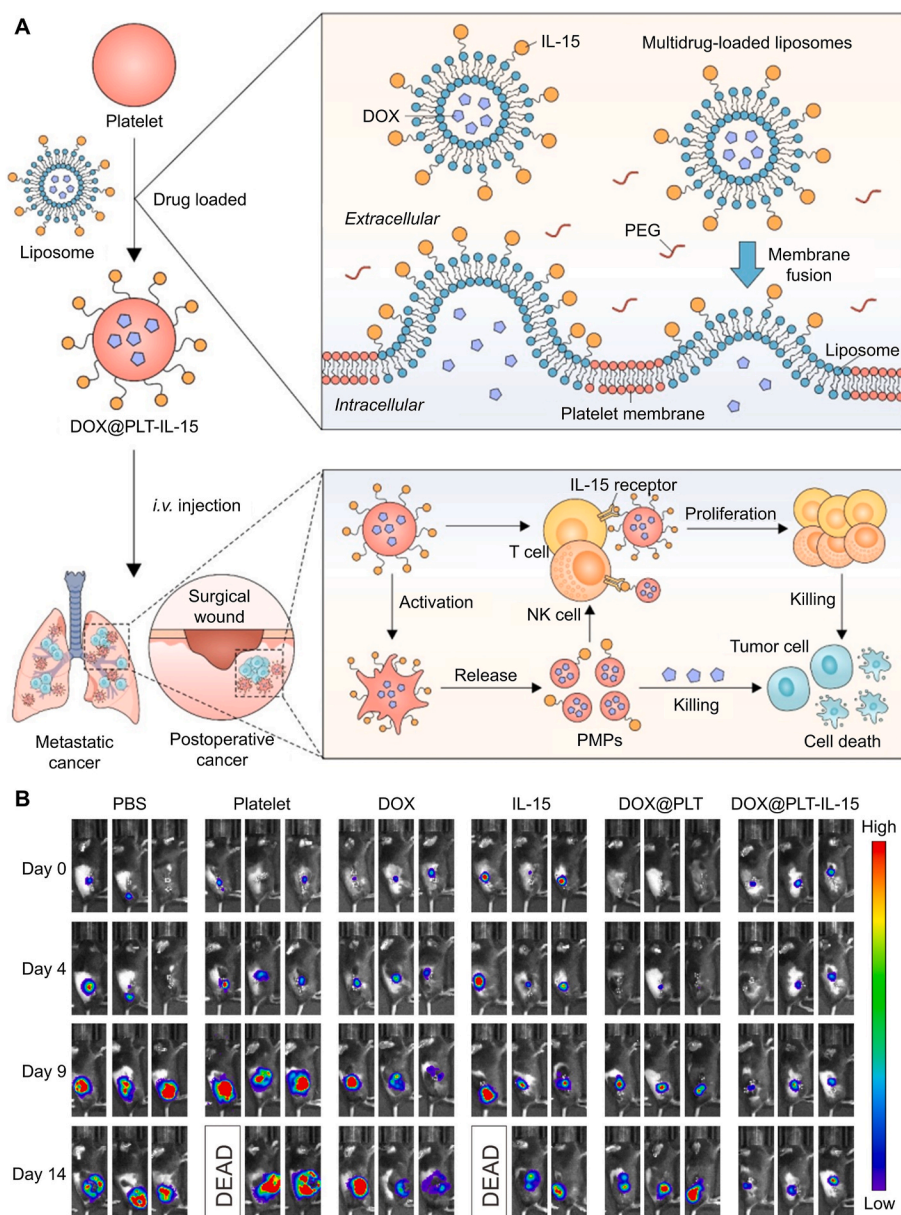 A
Platelet
Drug loaded
Liposome
DOX@PLT-IL-15
i.v. injection
IL-15
Multidrug-loaded liposomes
DOX
Extracellular
PEG
Membrane
fusion
Liposome
Intracellular
Platelet membrane
Surgical
wound
Metastatic
cancer
Postoperative
cancer
IL-15 receptor
T cell
Proliferation
Activation
NK cell
Killing
Tumor cell
Release
Killing
PMPs
Cell death
B
PBS Platelet DOX IL-15 DOX@PLT DOX@PLT-IL-15
High
Day 0
Day 4
Day 9
Day 14
DEAD
DEAD
Low